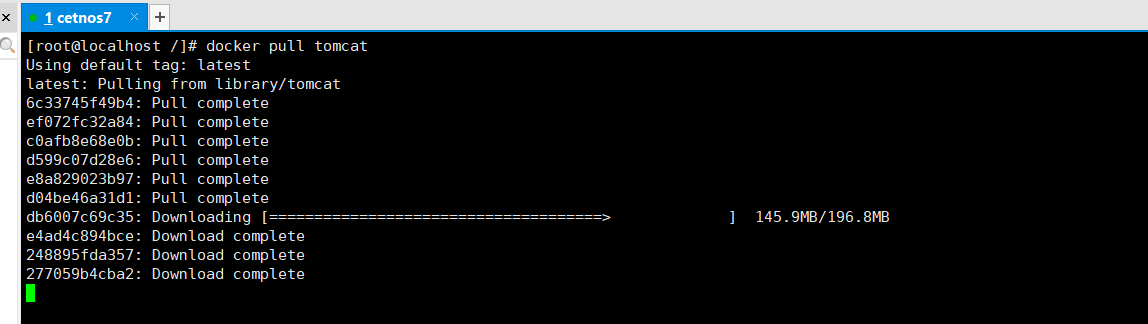 1 cetnos7
[root@localhost /]# docker pull tomcat
Using default tag: latest
latest: Pulling from library/tomcat
6c33745f49b4: Pull complete
ef072fc32a84: Pull complete
c0afb8e68e0b: Pull complete
d599c07d28e6: Pull complete
e8a829023b97: Pull complete
d04be46a31d1: Pull complete
db6007c69c35: Downloading [=====================================>             ]  145.9MB/196.8MB
e4ad4c894bce: Download complete
248895fda357: Download complete
277059b4cba2: Download complete